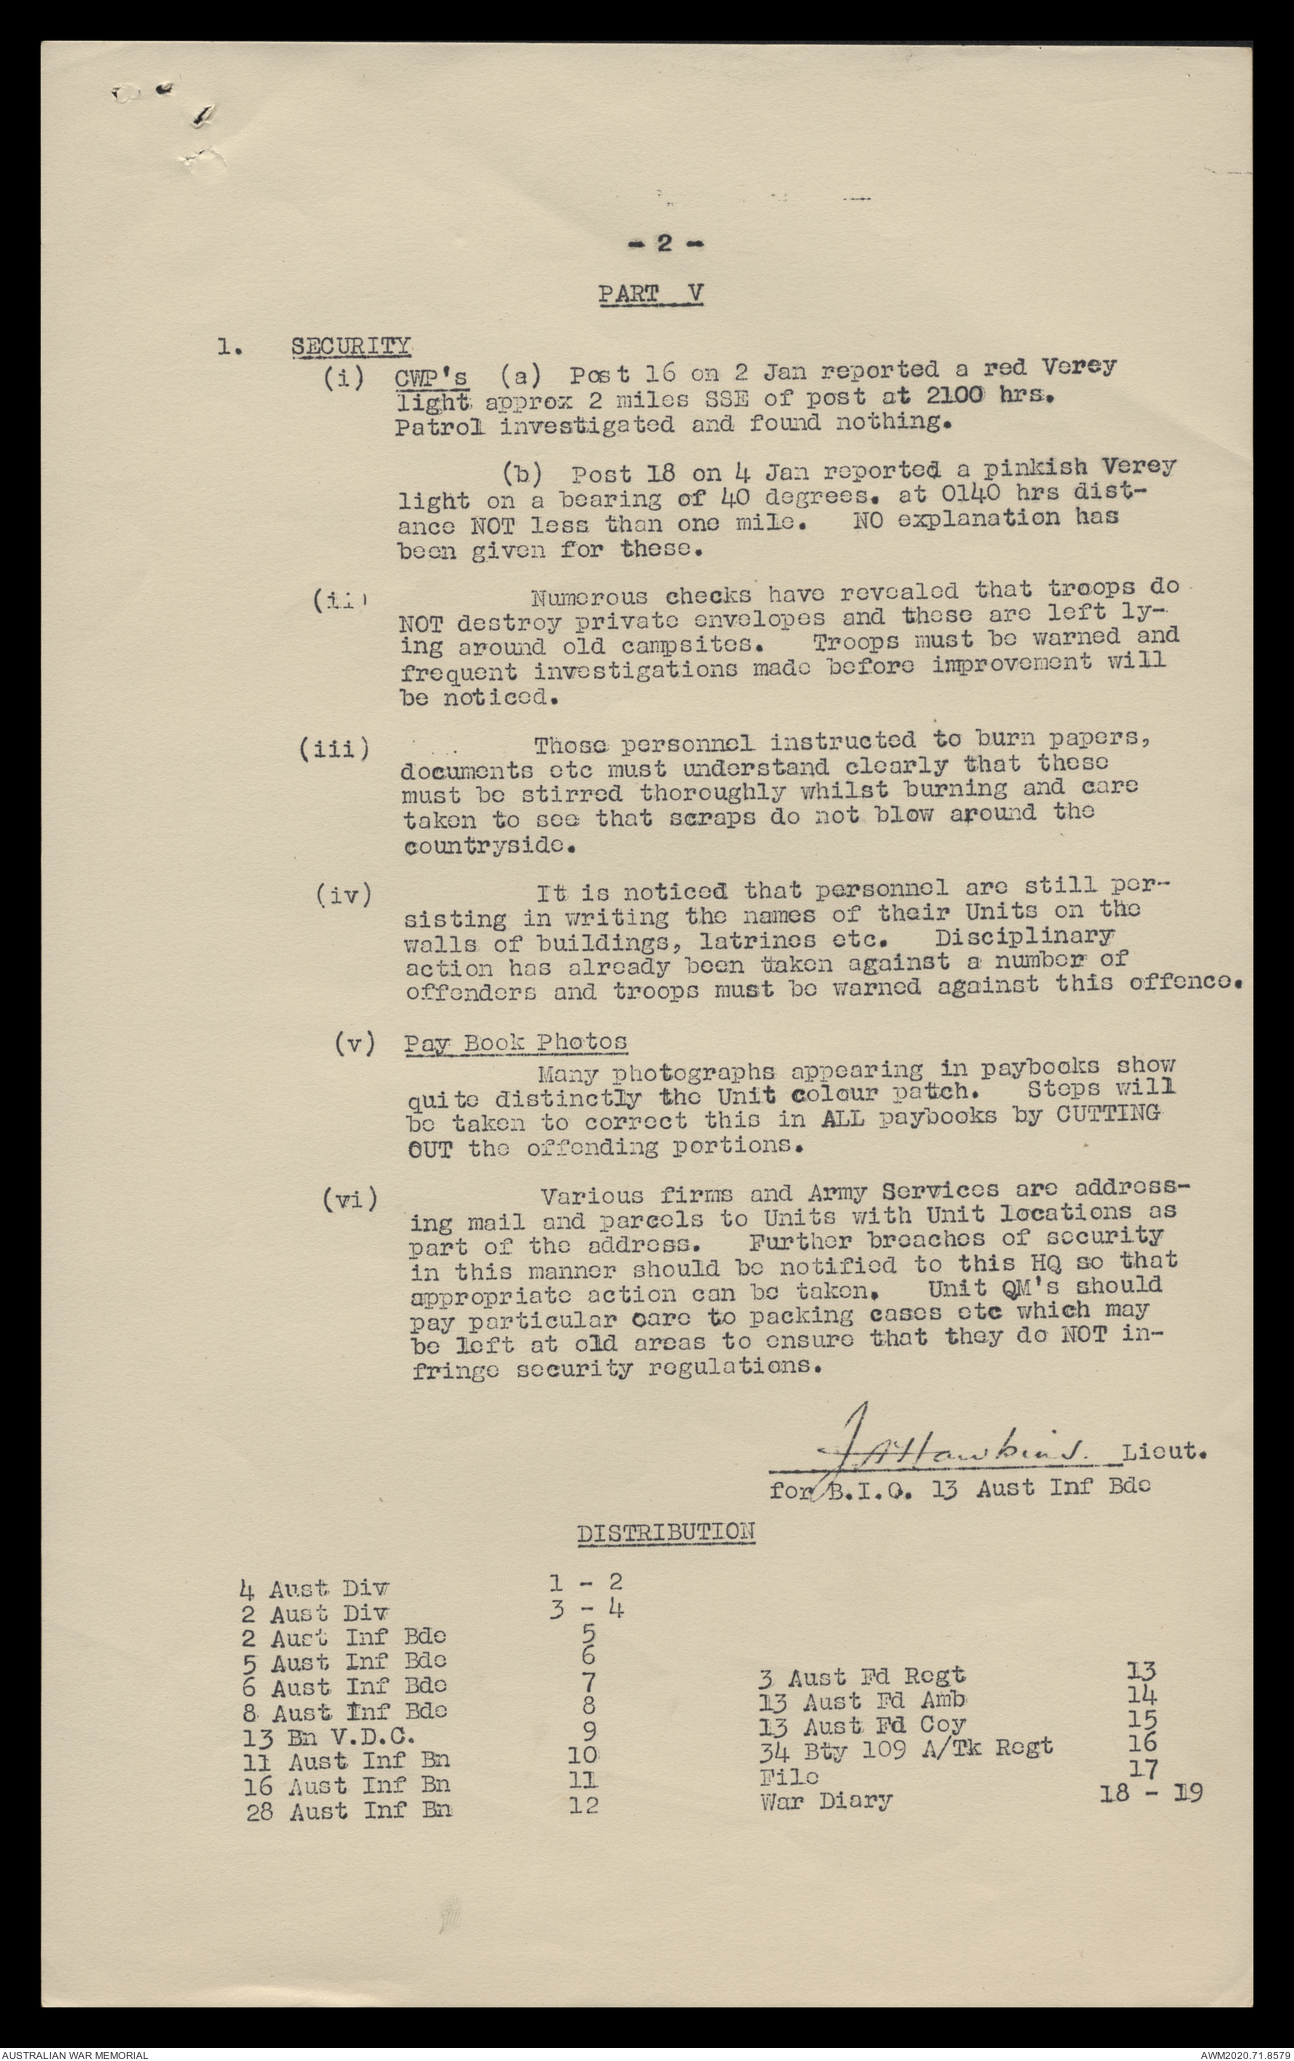 - 2 -
PART V
1. SECURITY
(i) CWP's (a) Post 16 on 2 Jan reported a red Verey
light approx 2 miles SSE of post at 2100 hrs.
Patrol investigated and found nothing.
(b) Post 18 on 4 Jan reported a pinkish Verey
light on a bearing of 40 degrees. at 0140 hrs dist-
ance NOT less than one mile. NO explanation has
been given for these.
(ii) Numerous checks have revealed that troops do
NOT destroy private envelopes and these are left ly-
ing around old campsites. Troops must be warned and
frequent investigations made before improvement will
be noticed.
(iii) Those personnel instructed to burn papers,
documents etc must understand clearly that these
must be stirred thoroughly whilst burning and care
taken to see that scraps do not blow around the
countryside.
(iv) It is noticed that personnel are still per-
sisting in writing the names of their Units on the
walls of buildings, latrines etc. Disciplinary
action has already been taken against a number of
offenders and troops must be warned against this offence.
(v) Pay Book Photos
Many photographs appearing in paybooks show
quite distinctly the Unit colour patch. Steps will
be taken to correct this in ALL paybooks by CUTTING
OUT the offending portions.
(vi) Various firms and Army Services are address-
ing mail and parcels to Units with Unit locations as
part of the address. Further breaches of security
in this manner should be notified to this HQ so that
appropriate action can be taken. Unit QM's should
pay particular care to packing cases etc which may
be left at old areas to ensure that they do NOT in-
fringe security regulations.
J A Hawkins. Lieut.
for B.I.O. 13 Aust Inf Bde
DISTRIBUTION
4 Aust Div 1 - 2
2 Aust Div 3 - 4
2 Aust Inf Bde 5
5 Aust Inf Bde 6
6 Aust Inf Bde 7
8 Aust Inf Bde 8
13 Bn V.D.C. 9
11 Aust Inf Bn 10
16 Aust Inf Bn 11
28 Aust Inf Bn 12
3 Aust Fd Regt 13
13 Aust Fd Amb 14
13 Aust Fd Coy 15
34 Bty 109 A/Tk Regt 16
File 17
War Diary 18 - 19
AUSTRALIAN WAR MEMORIAL
AWM2020.71.8579